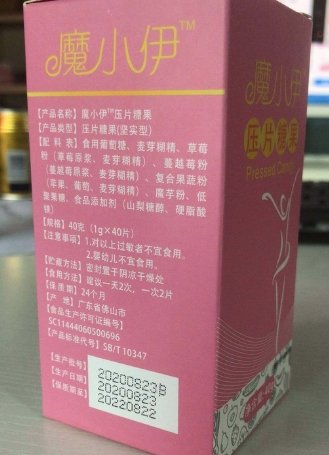 魔小伊™
【产品名称】魔小伊™压片糖果
【产品类型】压片糖果(坚实型)
【配 料 表】食用葡萄糖、麦芽糊精、草莓
粉（草莓原浆、麦芽糊精）、蔓越莓粉
（蔓越莓原浆、麦芽糊精）、复合果蔬粉
（苹果、葡萄、麦芽糊精）、魔芋粉、低
聚果糖、食品添加剂（山梨糖醇、硬脂酸
镁）
【规格】40克（1g×40片）
【注意事项】1.对以上过敏者不宜食用。
2.婴幼儿不宜食用。
【贮藏方法】密封置于阴凉干燥处
【食用方法】建议一天2次，一次2片
【保 质 期】24个月
【产 地】广东省佛山市
【食品生产许可证编号】
SC11444060500696
【产品标准代号】SB/T 10347
【生产批号】20200823B
【生产日期】20200823
【保质期至】20220822
魔小伊
压片糖果
Pressed Candy
净含量:40克